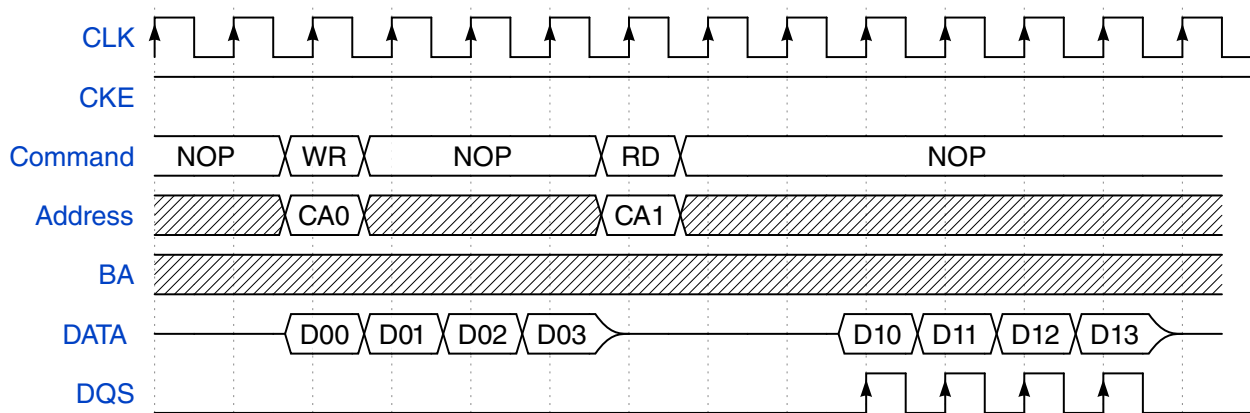 CLK
CKE
Command NOP WR NOP RD NOP
Address CA0 CA1
BA
DATA D00 D01 D02 D03 D10 D11 D12 D13
DQS